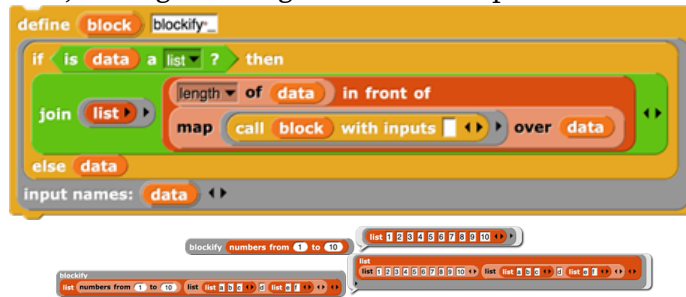 define block blockify _
if is data a list ? then
length of data in front of
join list
map call block with inputs over data
else data
input names: data
list 1 2 3 4 5 6 7 8 9 10
blockify numbers from 1 to 10
list
blockify
list 1 2 3 4 5 6 7 8 9 10 list list a b c d list e f
list numbers from 1 to 10 list list a b c d list e f